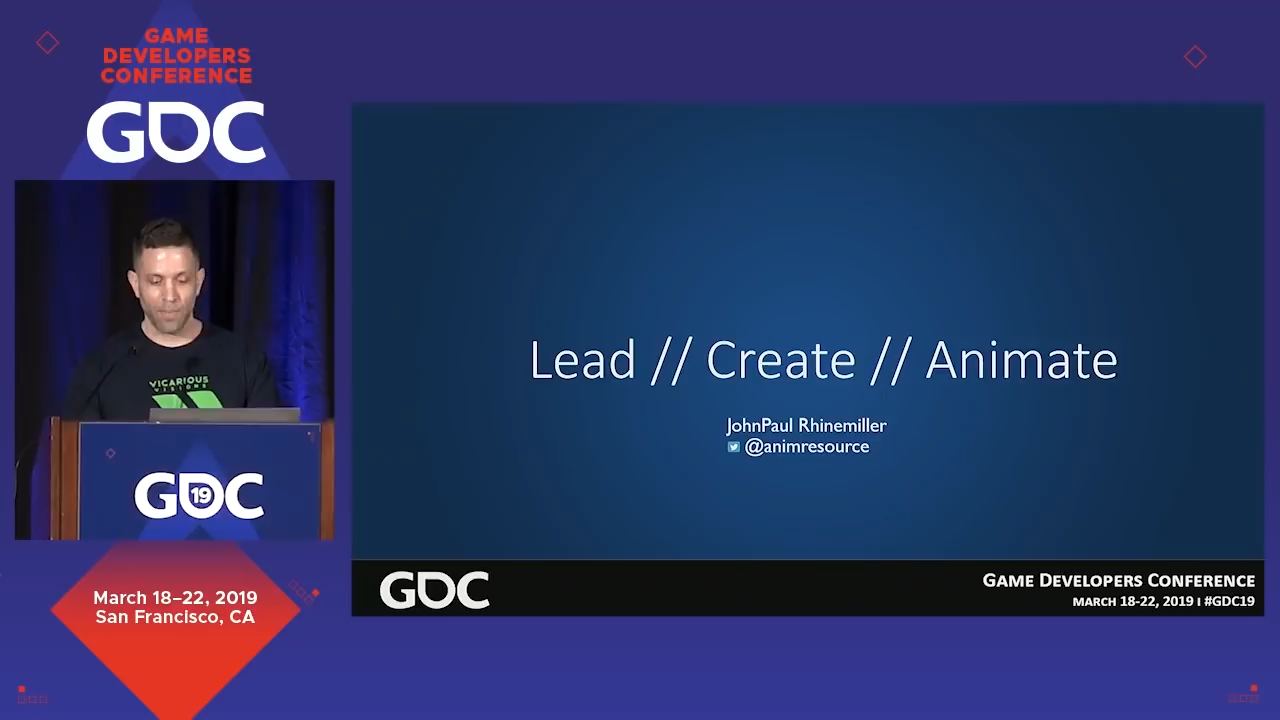 GAME
DEVELOPERS
CONFERENCE
GDC
VICARIOUS
VISIONS
GDC
19
March 18–22, 2019
San Francisco, CA
Lead // Create // Animate
JohnPaul Rhinemiller
@animresource
GDC
GAME DEVELOPERS CONFERENCE
MARCH 18-22, 2019 | #GDC19